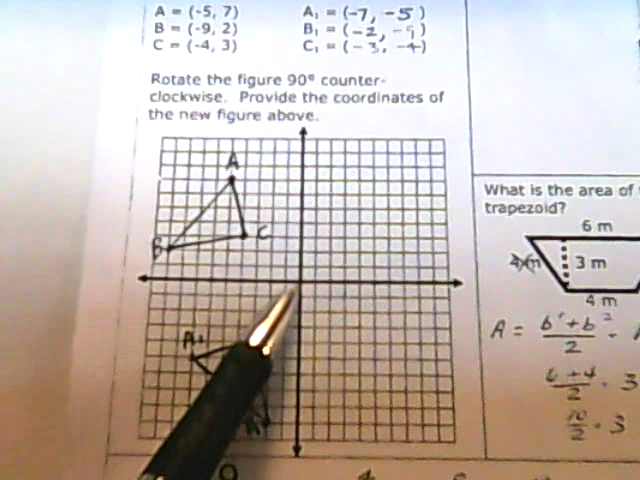 A = (-5, 7) A₁ = (-7, -5)
B = (-9, 2) B₁ = (-2, -9)
C = (-4, 3) C₁ = (-3, -4)
Rotate the figure 90° counter-
clockwise. Provide the coordinates of
the new figure above.
A
B
C
A₁
What is the area of
trapezoid?
6 m
4 m
3 m
4 m
A = b¹+b² / 2 ·
6+4 / 2 · 3
10 / 2 · 3